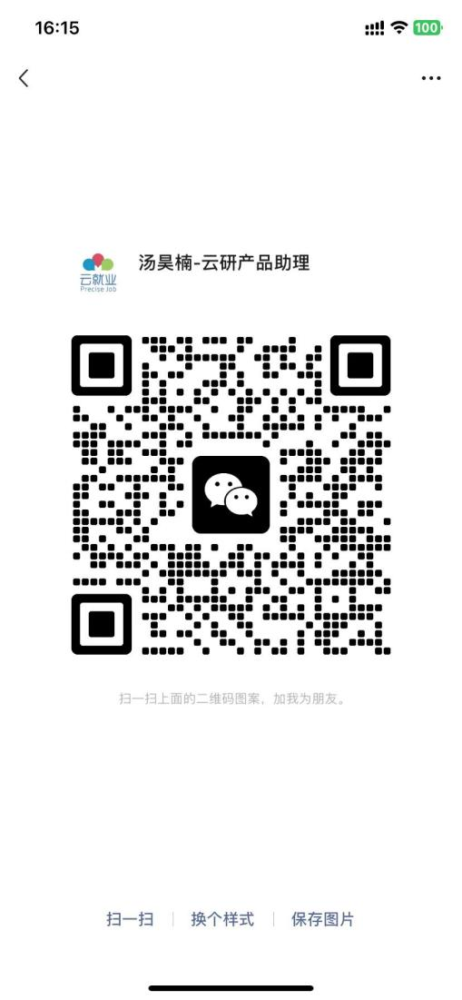 16:15
100
汤昊楠-云研产品助理
云就业
Precise Job
扫一扫上面的二维码图案，加我为朋友。
扫一扫
换个样式
保存图片